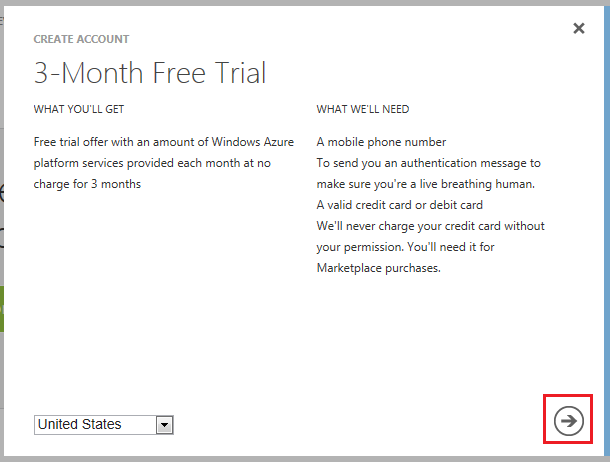 CREATE ACCOUNT
3-Month Free Trial
WHAT YOU'LL GET
Free trial offer with an amount of Windows Azure
platform services provided each month at no
charge for 3 months
WHAT WE'LL NEED
A mobile phone number
To send you an authentication message to
make sure you're a live breathing human.
A valid credit card or debit card
We'll never charge your credit card without
your permission. You'll need it for
Marketplace purchases.
United States